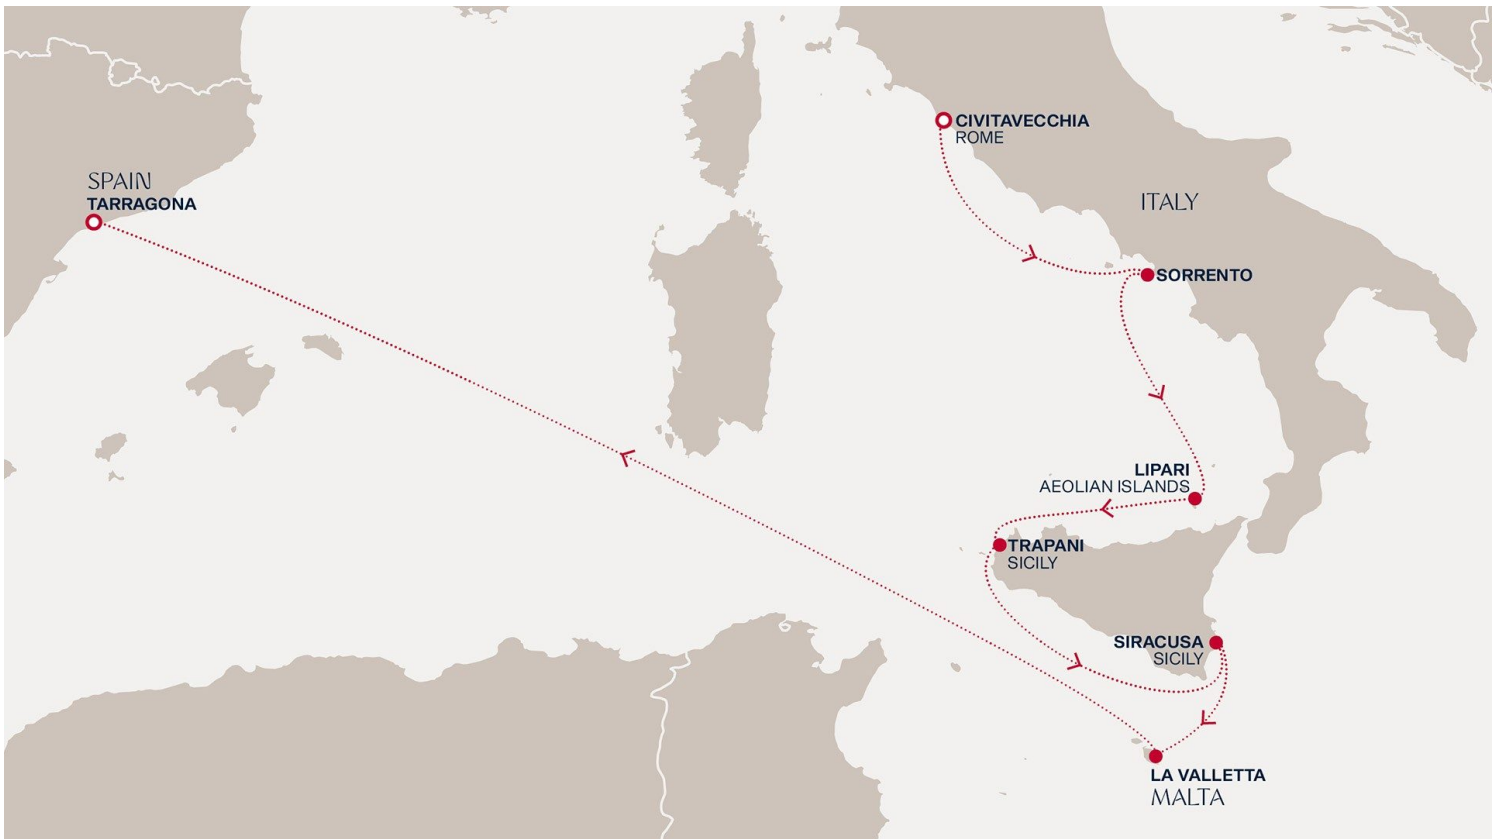 CIVITAVECCHIA
ROME
SPAIN
TARRAGONA
ITALY
SORRENTO
LIPARI
AEOLIAN ISLANDS
TRAPANI
SICILY
SIRACUSA
SICILY
LA VALLETTA
MALTA